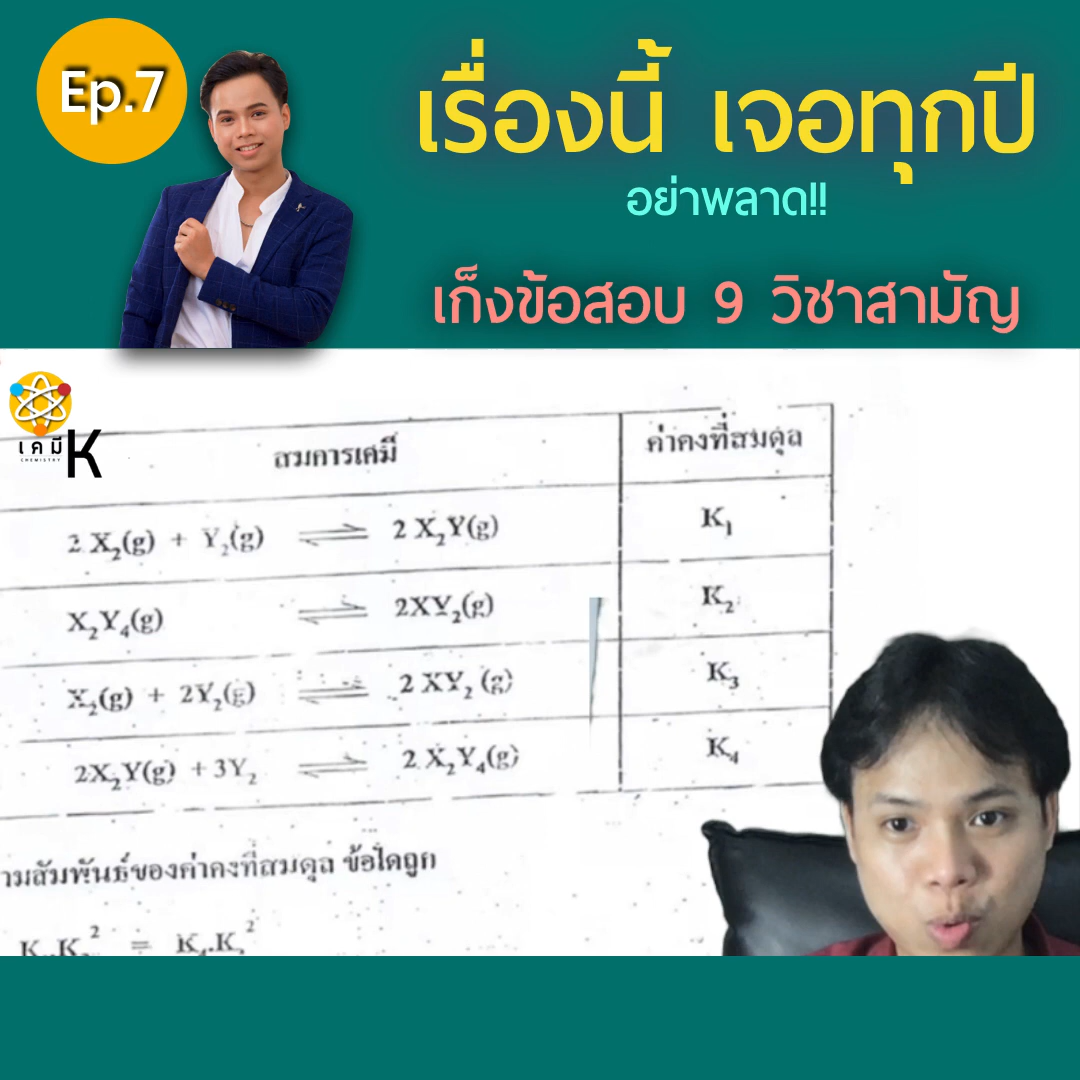 Ep.7
เรื่องนี้ เจอทุกปี
อย่าพลาด!!
เก็งข้อสอบ 9 วิชาสามัญ
เคมี K
CHEMISTRY
สมการเคมี ค่าคงที่สมดุล
2 X₂(g) + Y₂(g) ⇌ 2 X₂Y(g) K₁
X₂Y₄(g) ⇌ 2XY₂(g) K₂
X₂(g) + 2Y₂(g) ⇌ 2 XY₂ (g) K₃
2X₂Y(g) + 3Y₂ ⇌ 2 X₂Y₄(g) K₄
ามสัมพันธ์ของค่าคงที่สมดุล ข้อใดถูก